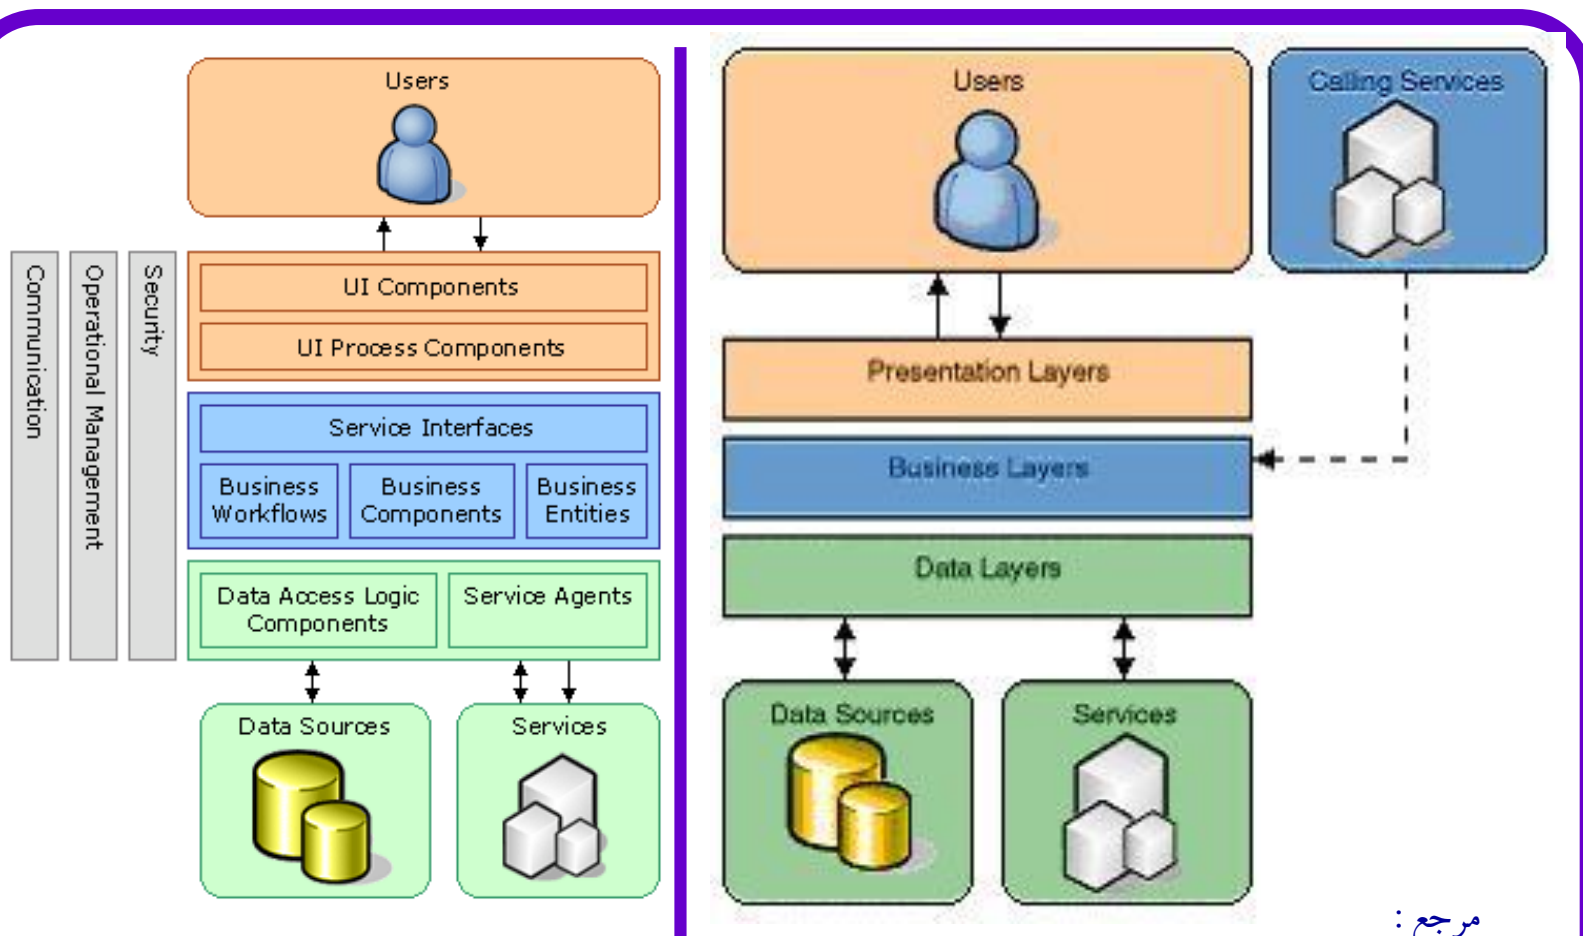 Users
Communication
Operational Management
Security
UI Components
UI Process Components
Service Interfaces
Business
Workflows
Business
Components
Business
Entities
Data Access Logic
Components
Service Agents
Data Sources
Services
Users
Calling Services
Presentation Layers
Business Layers
Data Layers
Data Sources
Services
مرجع :